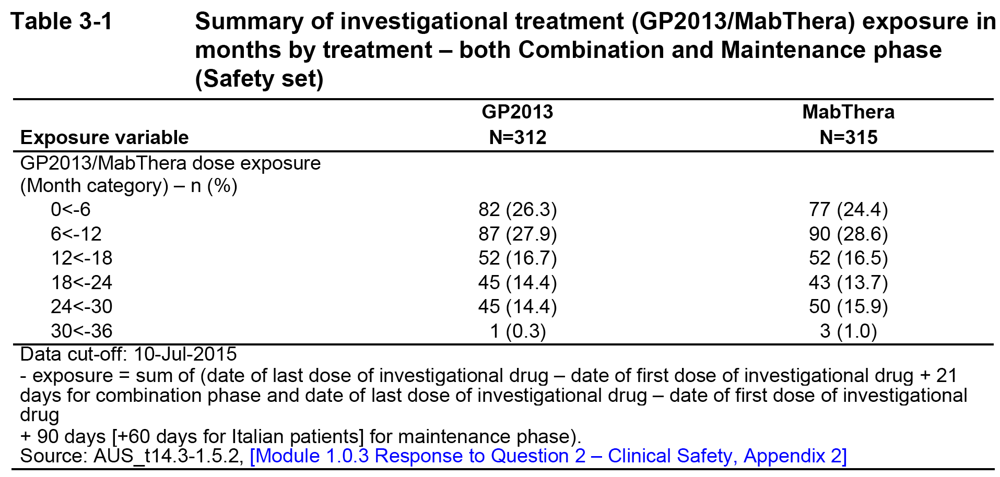 Table 3-1 Summary of investigational treatment (GP2013/MabThera) exposure in
months by treatment – both Combination and Maintenance phase
(Safety set)
GP2013 MabThera
Exposure variable N=312 N=315
GP2013/MabThera dose exposure
(Month category) – n (%)
0<-6 82 (26.3) 77 (24.4)
6<-12 87 (27.9) 90 (28.6)
12<-18 52 (16.7) 52 (16.5)
18<-24 45 (14.4) 43 (13.7)
24<-30 45 (14.4) 50 (15.9)
30<-36 1 (0.3) 3 (1.0)
Data cut-off: 10-Jul-2015
- exposure = sum of (date of last dose of investigational drug – date of first dose of investigational drug + 21
days for combination phase and date of last dose of investigational drug – date of first dose of investigational
drug
+ 90 days [+60 days for Italian patients] for maintenance phase).
Source: AUS_t14.3-1.5.2, [Module 1.0.3 Response to Question 2 – Clinical Safety, Appendix 2]